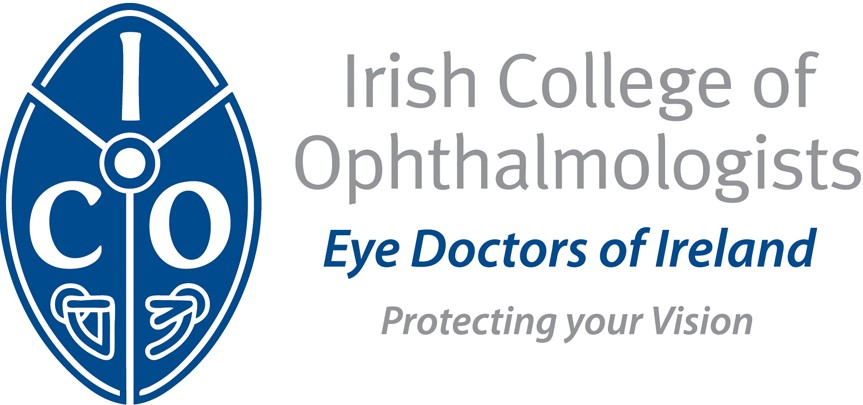 I
C O
Irish College of
Ophthalmologists
Eye Doctors of Ireland
Protecting your Vision